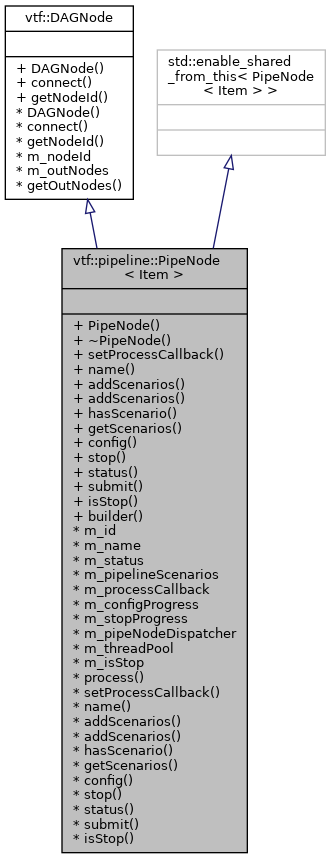 vtf::DAGNode
+ DAGNode()
+ connect()
+ getNodeId()
* DAGNode()
* connect()
* getNodeId()
* m_nodeId
* m_outNodes
* getOutNodes()
std::enable_shared
_from_this< PipeNode
< Item > >
vtf::pipeline::PipeNode
< Item >
+ PipeNode()
+ ~PipeNode()
+ setProcessCallback()
+ name()
+ addScenarios()
+ addScenarios()
+ hasScenario()
+ getScenarios()
+ config()
+ stop()
+ status()
+ submit()
+ isStop()
+ builder()
* m_id
* m_name
* m_status
* m_pipelineScenarios
* m_processCallback
* m_configProgress
* m_stopProgress
* m_pipeNodeDispatcher
* m_threadPool
* m_isStop
* process()
* setProcessCallback()
* name()
* addScenarios()
* addScenarios()
* hasScenario()
* getScenarios()
* config()
* stop()
* status()
* submit()
* isStop()